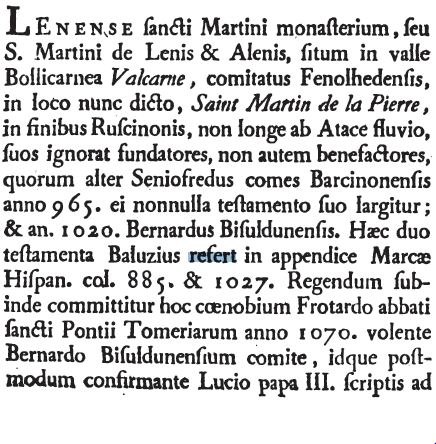 LENENSE ſancti Martini monaſterium, ſeu
S. Martini de Lenis & Alenis, ſitum in valle
Bollicarnea Valcarne, comitatus Fenolhedenſis,
in loco nunc dicto, Saint Martin de la Pierre,
in finibus Ruſcinonis, non longe ab Atace fluvio,
ſuos ignorat fundatores, non autem benefactores,
quorum alter Seniofredus comes Barcinonenſis
anno 965. ei nonnulla teſtamento ſuo largitur;
& an. 1020. Bernardus Biſuldunenſis. Hæc duo
teſtamenta Baluzius refert in appendice Marcæ
Hiſpan. col. 885. & 1027. Regendum ſub-
inde committitur hoc cœnobium Frotardo abbati
ſancti Pontii Tomeriarum anno 1070. volente
Bernardo Biſuldunenſium comite, idque poſt-
modum confirmante Lucio papa III. ſcriptis ad